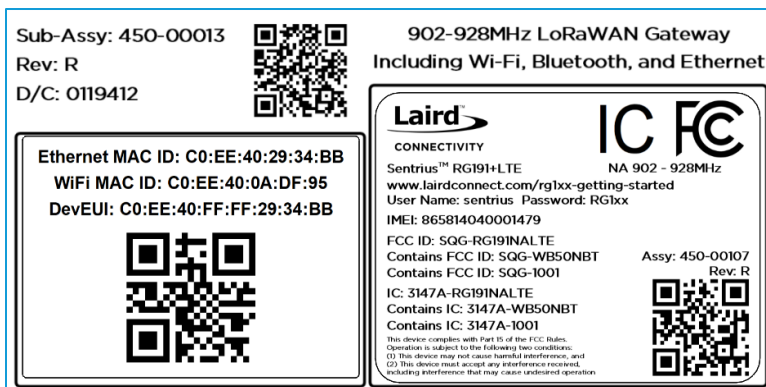 Sub-Assy: 450-00013
Rev: R
D/C: 0119412
902-928MHz LoRaWAN Gateway
Including Wi-Fi, Bluetooth, and Ethernet
Ethernet MAC ID: C0:EE:40:29:34:BB
WiFi MAC ID: C0:EE:40:0A:DF:95
DevEUI: C0:EE:40:FF:FF:29:34:BB
Laird™
CONNECTIVITY
IC FC
Sentrius™ RG191+LTE
NA 902 - 928MHz
www.lairdconnect.com/rg1xx-getting-started
User Name: sentrius Password: RG1xx
IMEI: 865814040001479
FCC ID: SQG-RG191NALTE
Contains FCC ID: SQG-WB50NBT
Contains FCC ID: SQG-1001
Assy: 450-00107
Rev: R
IC: 3147A-RG191NALTE
Contains IC: 3147A-WB50NBT
Contains IC: 3147A-1001
This device complies with Part 15 of the FCC Rules.
Operation is subject to the following two conditions:
(1) This device may not cause harmful interference, and
(2) This device must accept any interference received,
including interference that may cause undesired operation